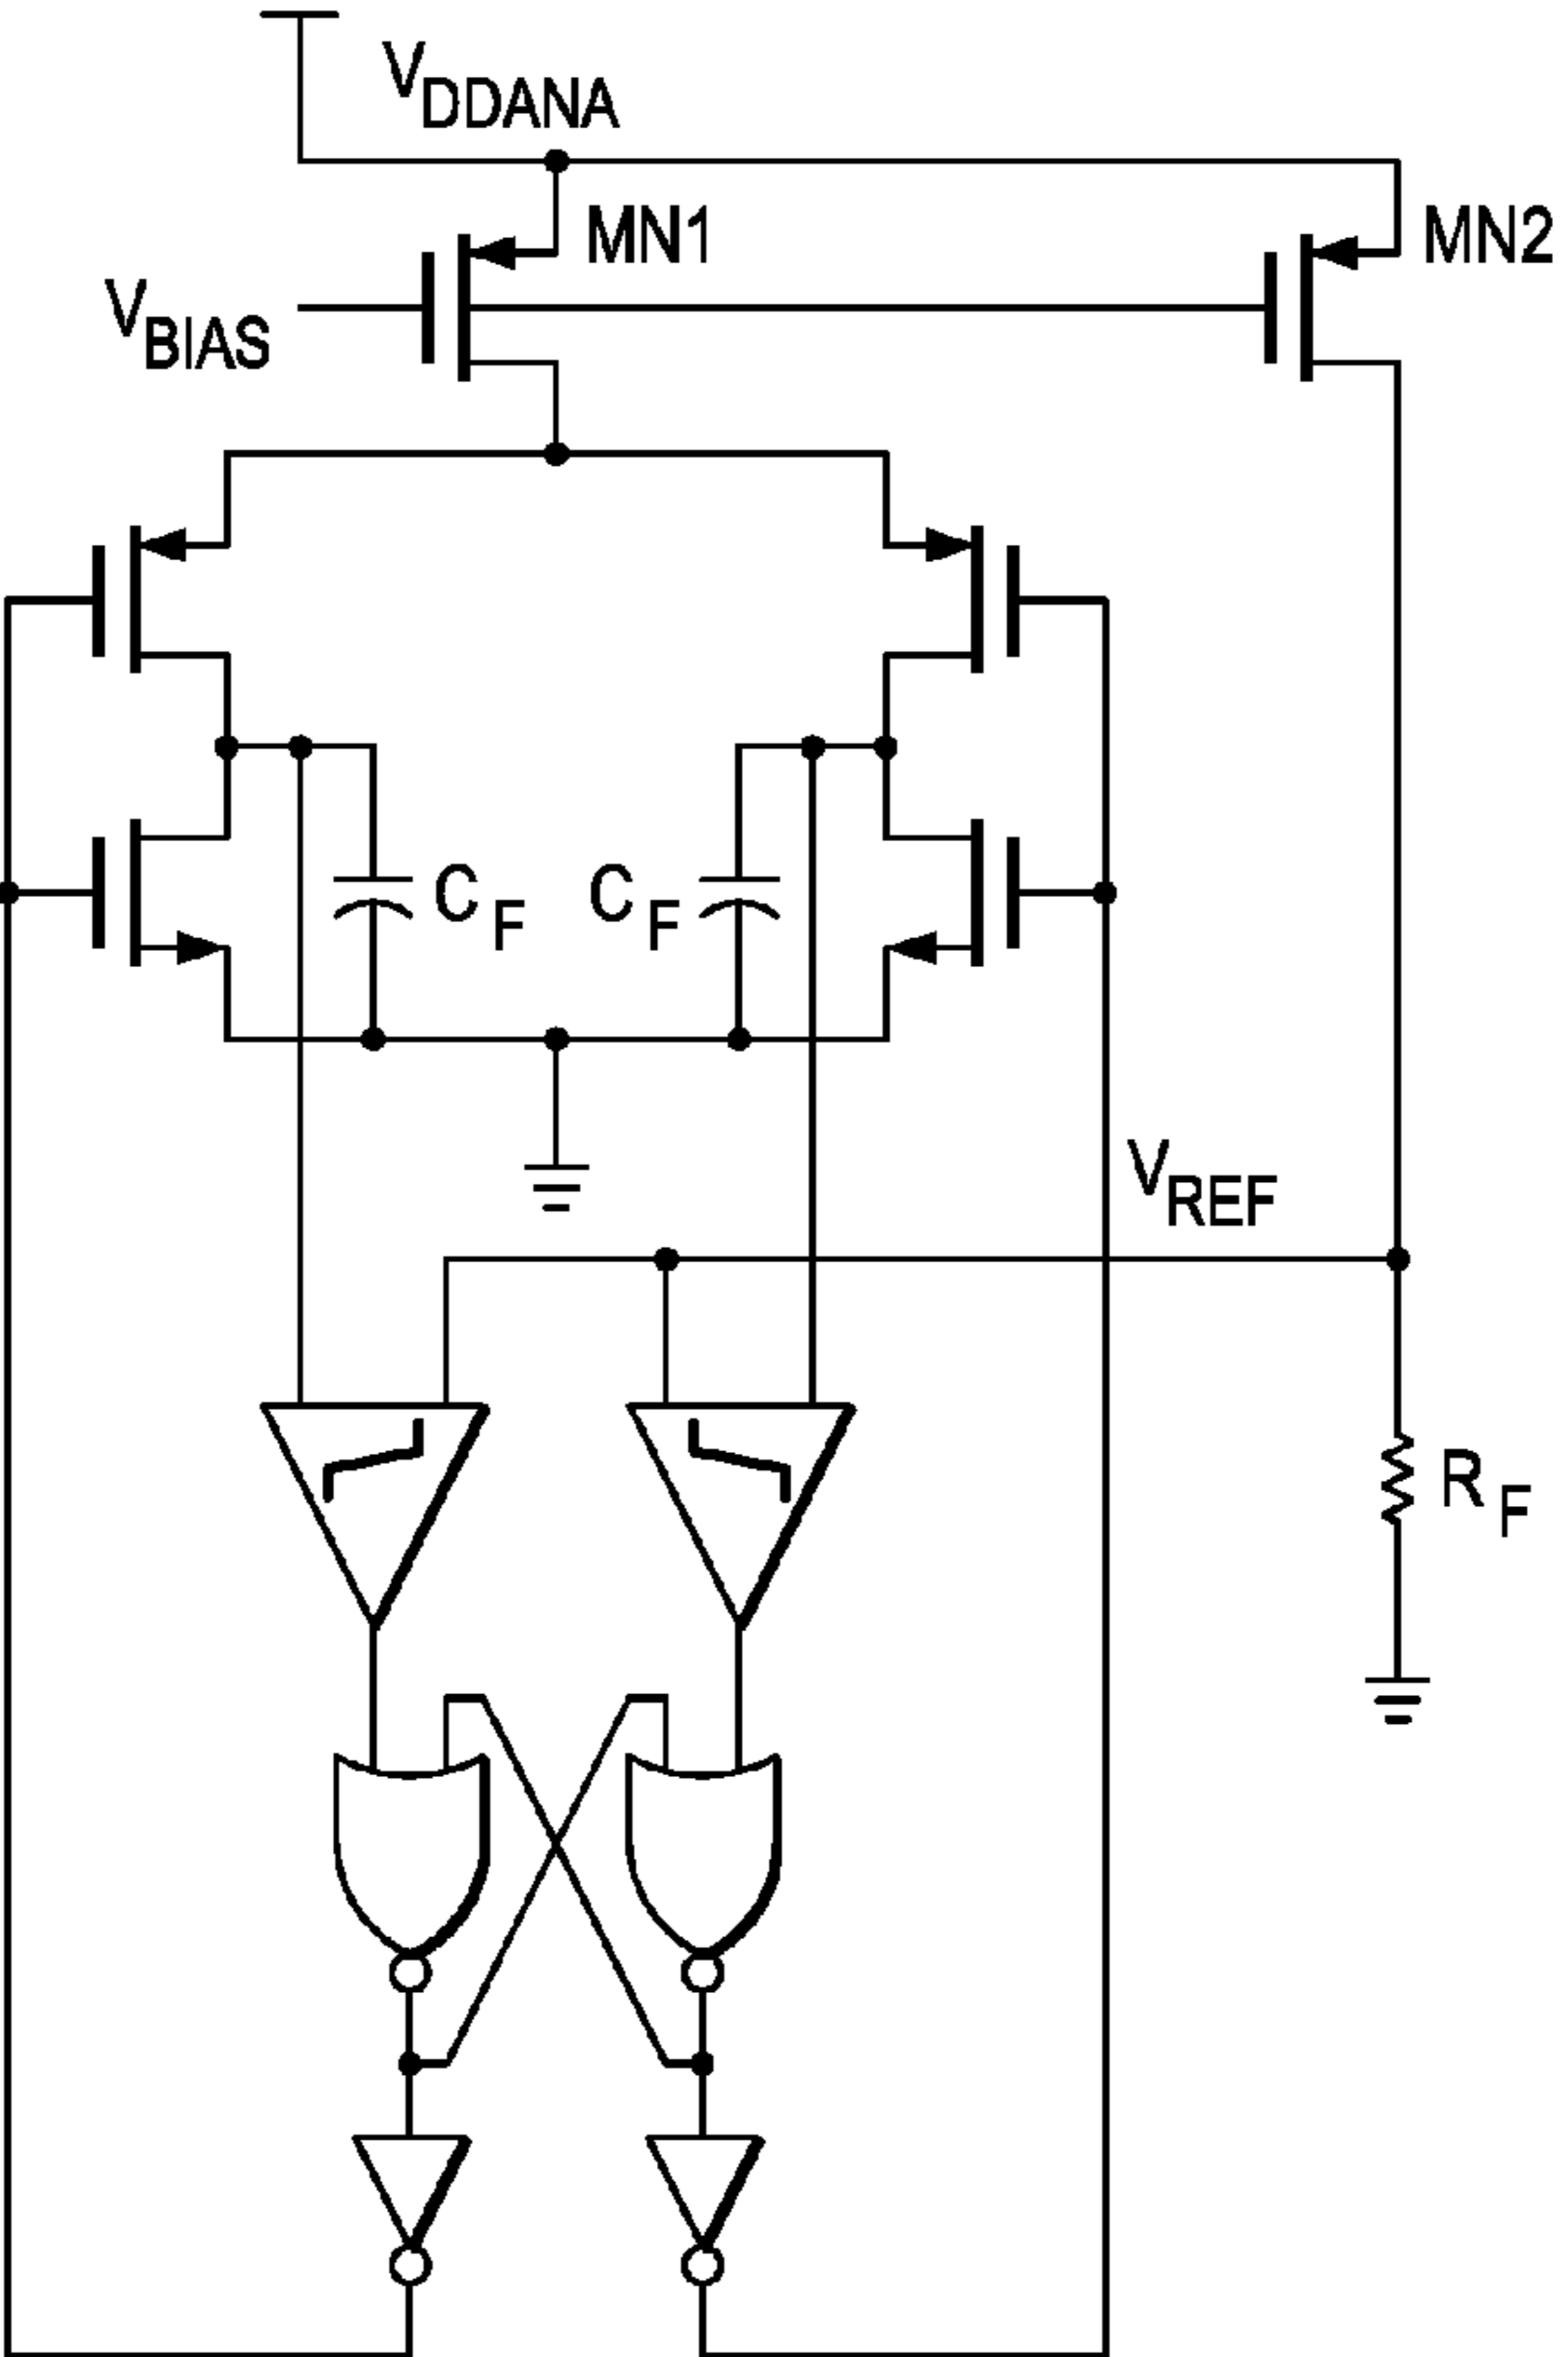 VDDANA
MN1
MN2
VBIAS
CF
CF
VREF
RF